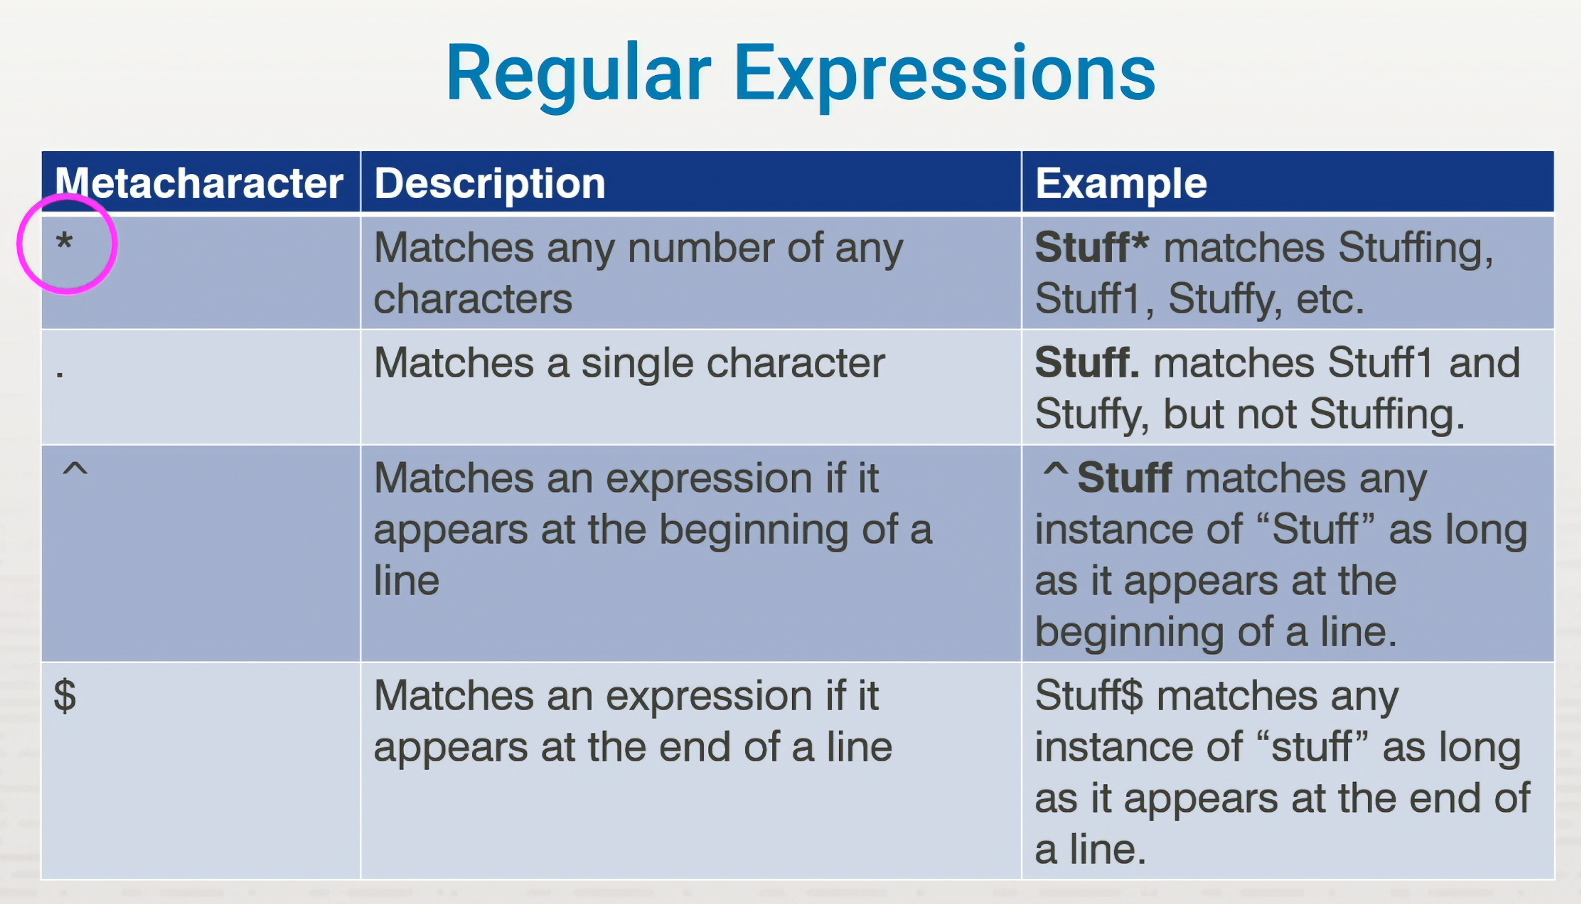 Regular Expressions
Metacharacter Description Example
* Matches any number of any Stuff* matches Stuffing,
characters Stuff1, Stuffy, etc.
. Matches a single character Stuff. matches Stuff1 and
Stuffy, but not Stuffing.
^ Matches an expression if it ^Stuff matches any
appears at the beginning of a instance of “Stuff” as long
line as it appears at the
beginning of a line.
$ Matches an expression if it Stuff$ matches any
appears at the end of a line instance of “stuff” as long
as it appears at the end of
a line.